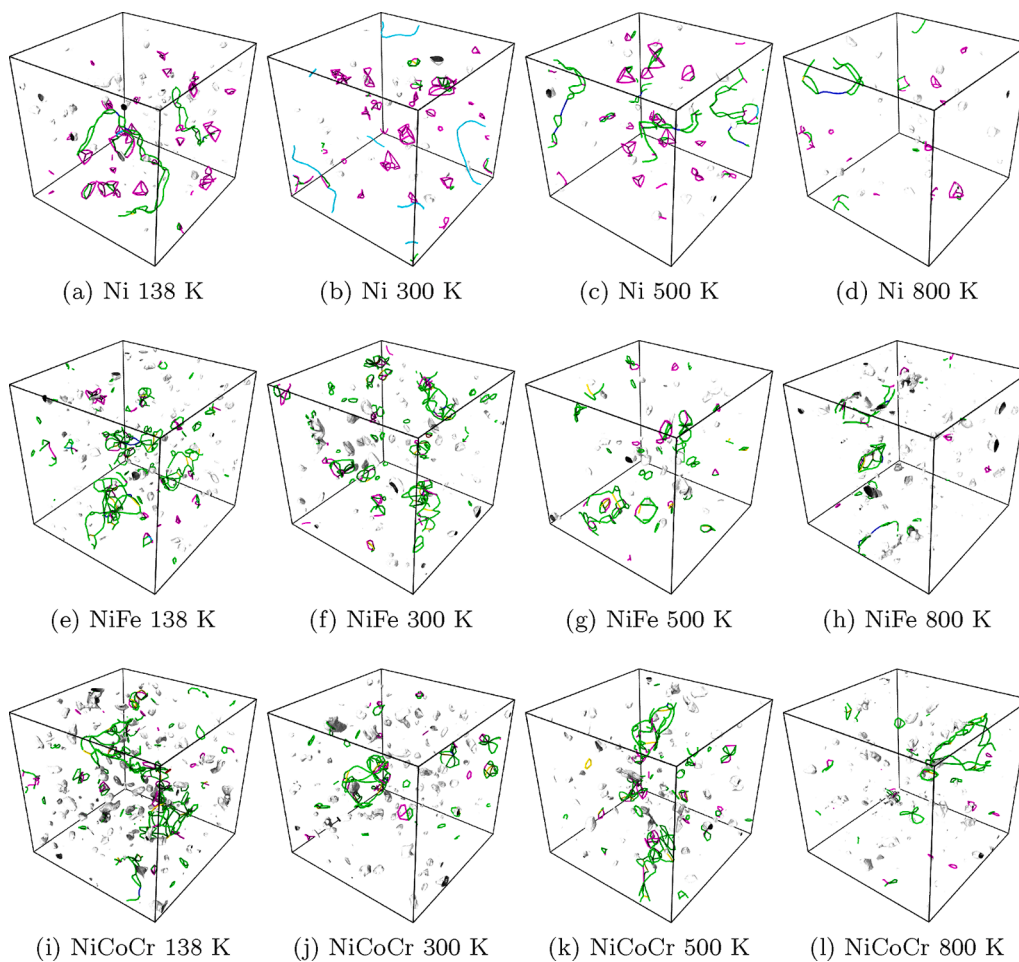 (a) Ni 138 K
(b) Ni 300 K
(c) Ni 500 K
(d) Ni 800 K
(e) NiFe 138 K
(f) NiFe 300 K
(g) NiFe 500 K
(h) NiFe 800 K
(i) NiCoCr 138 K
(j) NiCoCr 300 K
(k) NiCoCr 500 K
(l) NiCoCr 800 K